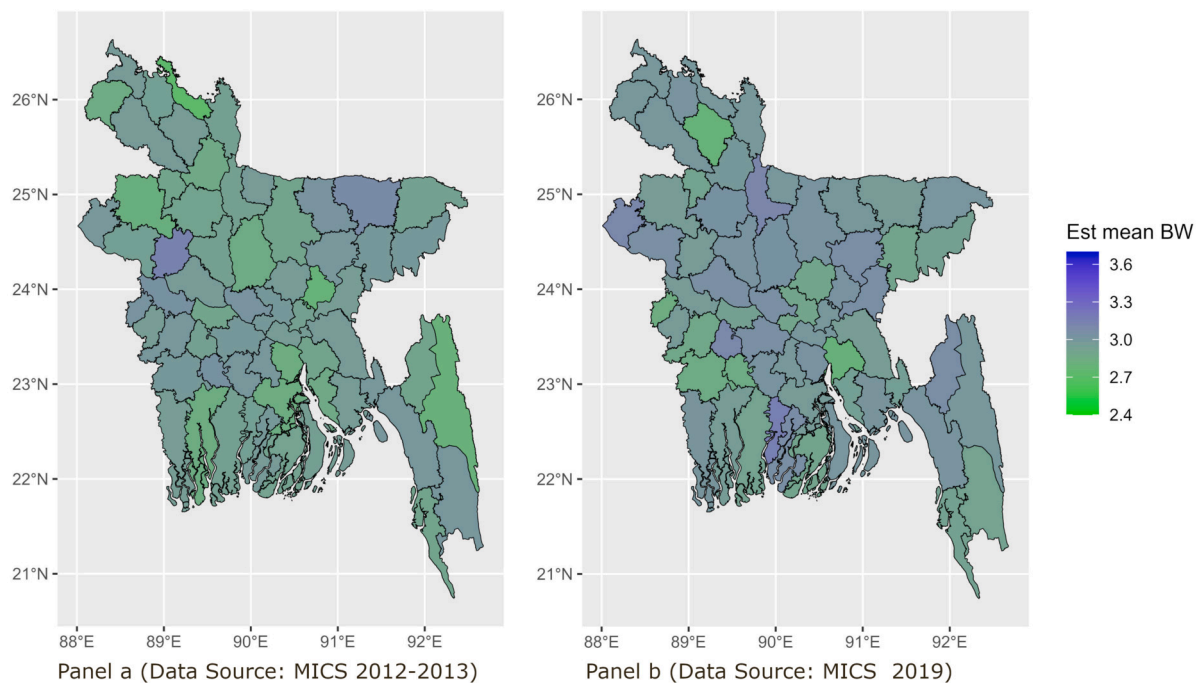 26°N
25°N
24°N
23°N
22°N
21°N
88°E 89°E 90°E 91°E 92°E
Panel a (Data Source: MICS 2012-2013)
26°N
25°N
24°N
23°N
22°N
21°N
88°E 89°E 90°E 91°E 92°E
Panel b (Data Source: MICS 2019)
Est mean BW
3.6
3.3
3.0
2.7
2.4